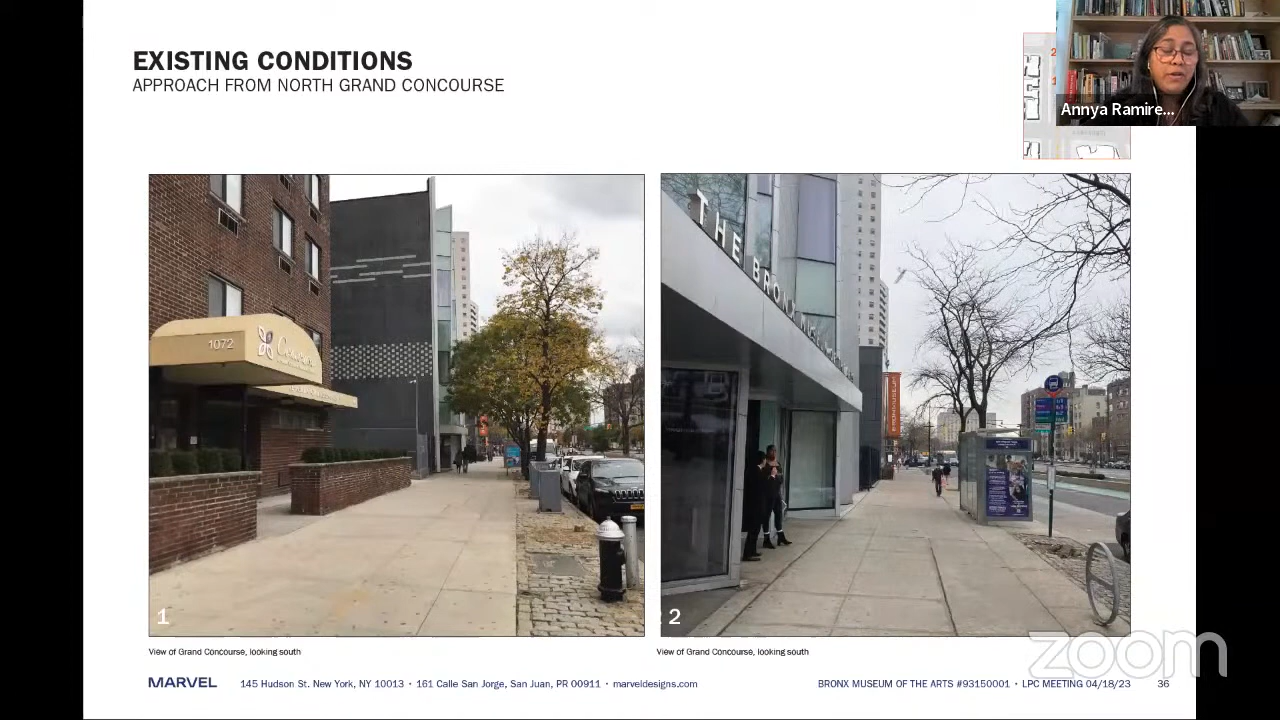 EXISTING CONDITIONS
APPROACH FROM NORTH GRAND CONCOURSE
Annya Ramire...
1072
THE BRONX
1
2
View of Grand Concourse, looking south
View of Grand Concourse, looking south
MARVEL
145 Hudson St. New York, NY 10013 • 161 Calle San Jorge, San Juan, PR 00911 • marveldesigns.com
BRONX MUSEUM OF THE ARTS #93150001 • LPC MEETING 04/18/23
36
zoom